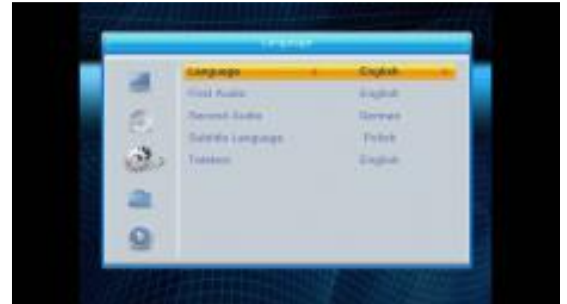 Language
Language English
First Audio English
Second Audio German
Subtitle Language Polish
Teletext English